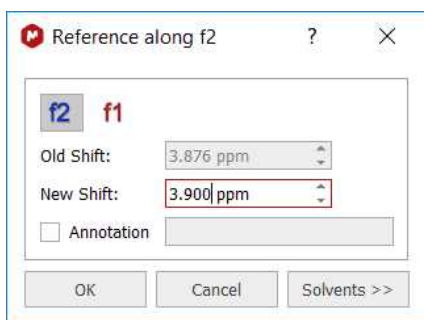 Reference along f2 ?
f2 f1
Old Shift: 3.876 ppm
New Shift: 3.900 ppm
Annotation
OK Cancel Solvents >>